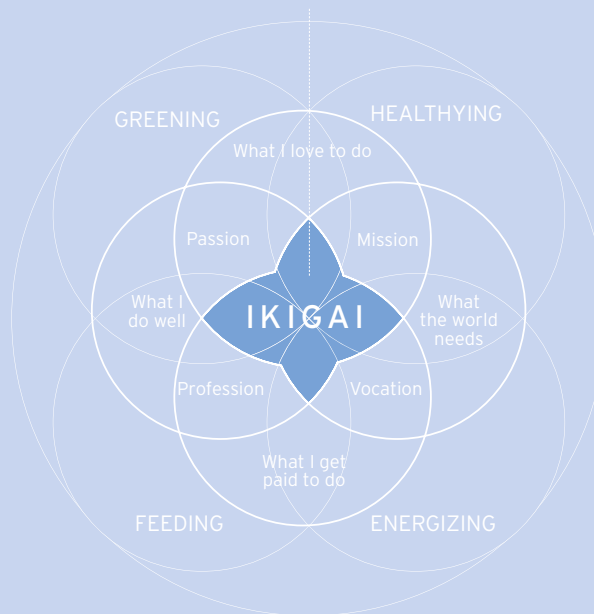 GREENING
HEALTHYING
What I love to do
Passion
Mission
What I
do well
IKIGAI
What
the world
needs
Profession
Vocation
What I get
paid to do
FEEDING
ENERGIZING